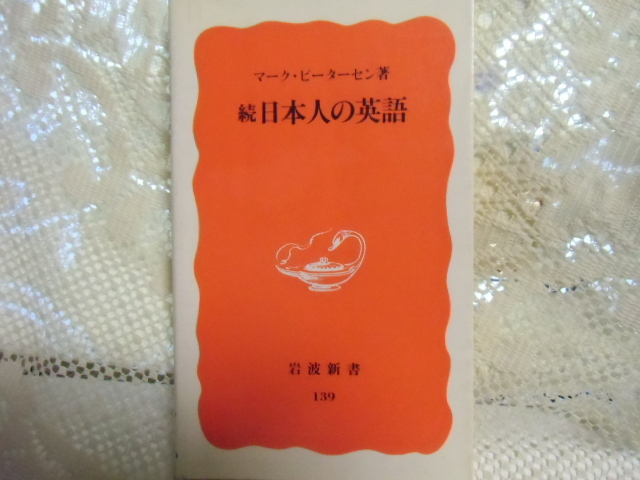 マーク・ピーターセン著
続日本人の英語
岩波新書
139